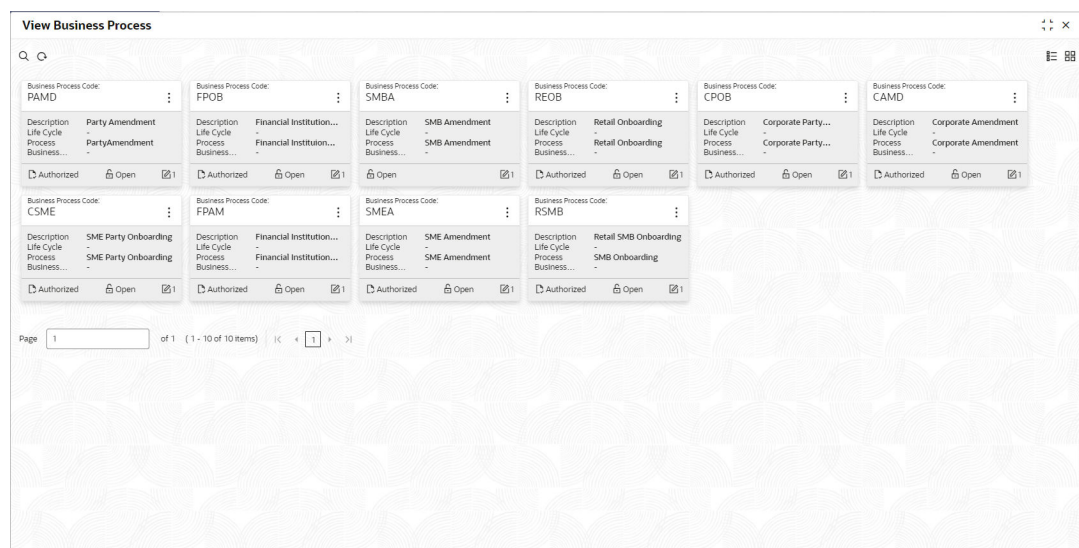 View Business Process
Business Process Code:
PAMD
Description Party Amendment
Life Cycle -
Process PartyAmendment
Business... -
Authorized Open 1
Business Process Code:
FPOB
Description Financial Institution...
Life Cycle -
Process Financial Instituion...
Business... -
Authorized Open 1
Business Process Code:
SMBA
Description SMB Amendment
Life Cycle -
Process SMB Amendment
Business... -
Open 1
Business Process Code:
REOB
Description Retail Onboarding
Life Cycle -
Process Retail Onboarding
Business... -
Authorized Open 1
Business Process Code:
CPOB
Description Corporate Party...
Life Cycle -
Process Corporate Party...
Business... -
Authorized Open 1
Business Process Code:
CAMD
Description Corporate Amendment
Life Cycle -
Process Corporate Amendment
Business... -
Authorized Open 1
Business Process Code:
CSME
Description SME Party Onboarding
Life Cycle -
Process SME Party Onboarding
Business... -
Authorized Open 1
Business Process Code:
FPAM
Description Financial Institution...
Life Cycle -
Process Financial Institution...
Business... -
Authorized Open 1
Business Process Code:
SMEA
Description SME Amendment
Life Cycle -
Process SME Amendment
Business... -
Authorized Open 1
Business Process Code:
RSMB
Description Retail SMB Onboarding
Life Cycle -
Process SMB Onboarding
Business... -
Authorized Open 1
Page 1 of 1 ( 1 - 10 of 10 items) 1